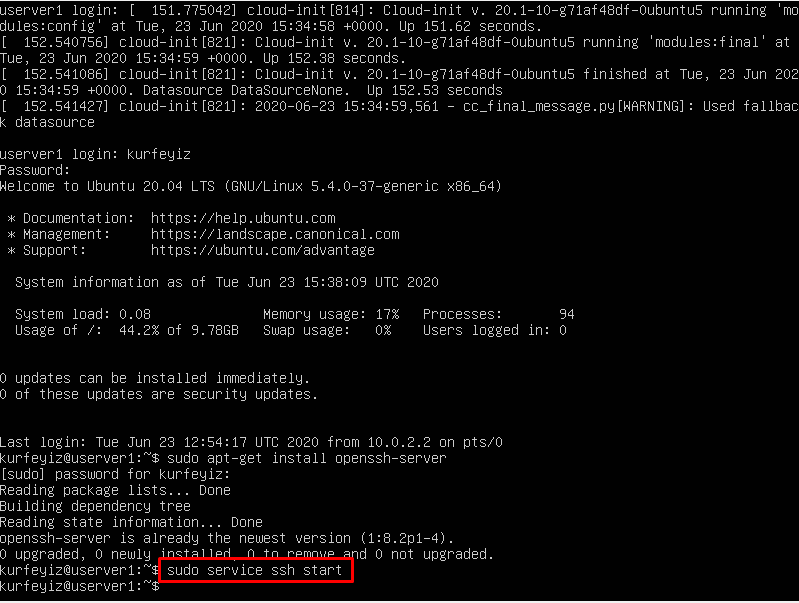 userver1 login: [  151.775042] cloud-init[814]: Cloud-init v. 20.1-10-g71af48df-0ubuntu5 running 'mo
dules:config' at Tue, 23 Jun 2020 15:34:58 +0000. Up 151.62 seconds.
[  152.540756] cloud-init[821]: Cloud-init v. 20.1-10-g71af48df-0ubuntu5 running 'modules:final' at
Tue, 23 Jun 2020 15:34:59 +0000. Up 152.38 seconds.
[  152.541086] cloud-init[821]: Cloud-init v. 20.1-10-g71af48df-0ubuntu5 finished at Tue, 23 Jun 202
0 15:34:59 +0000. Datasource DataSourceNone.  Up 152.53 seconds
[  152.541427] cloud-init[821]: 2020-06-23 15:34:59,561 - cc_final_message.py[WARNING]: Used fallbac
k datasource
userver1 login: kurfeyiz
Password:
Welcome to Ubuntu 20.04 LTS (GNU/Linux 5.4.0-37-generic x86_64)
* Documentation:  https://help.ubuntu.com
* Management:     https://landscape.canonical.com
* Support:        https://ubuntu.com/advantage
System information as of Tue Jun 23 15:38:09 UTC 2020
System load: 0.08              Memory usage: 17%   Processes:       94
Usage of /:  44.2% of 9.78GB   Swap usage:   0%    Users logged in: 0
0 updates can be installed immediately.
0 of these updates are security updates.
Last login: Tue Jun 23 12:54:17 UTC 2020 from 10.0.2.2 on pts/0
kurfeyiz@userver1:~$ sudo apt-get install openssh-server
[sudo] password for kurfeyiz:
Reading package lists... Done
Building dependency tree
Reading state information... Done
openssh-server is already the newest version (1:8.2p1-4).
0 upgraded, 0 newly installed, 0 to remove and 0 not upgraded.
kurfeyiz@userver1:~$ sudo service ssh start
kurfeyiz@userver1:~$